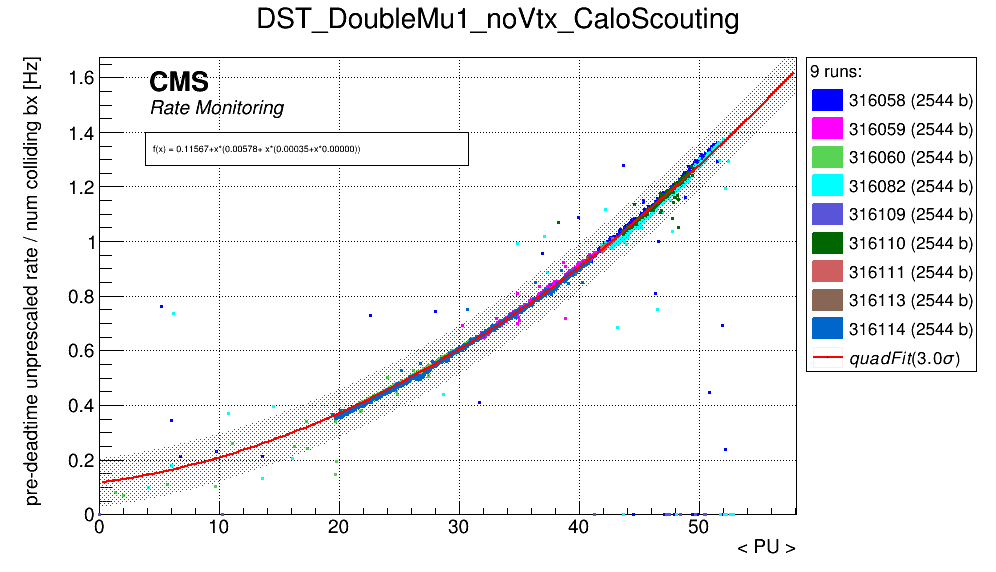 DST_DoubleMu1_noVtx_CaloScouting
pre-deadtime unprescaled rate / num colliding bx [Hz]
CMS
Rate Monitoring
f(x) = 0.11567+x*(0.00578+ x*(0.00035+x*0.00000))
1.6
1.4
1.2
1
0.8
0.6
0.4
0.2
0
0 10 20 30 40 50
< PU >
9 runs:
316058 (2544 b)
316059 (2544 b)
316060 (2544 b)
316082 (2544 b)
316109 (2544 b)
316110 (2544 b)
316111 (2544 b)
316113 (2544 b)
316114 (2544 b)
quadFit(3.0σ)